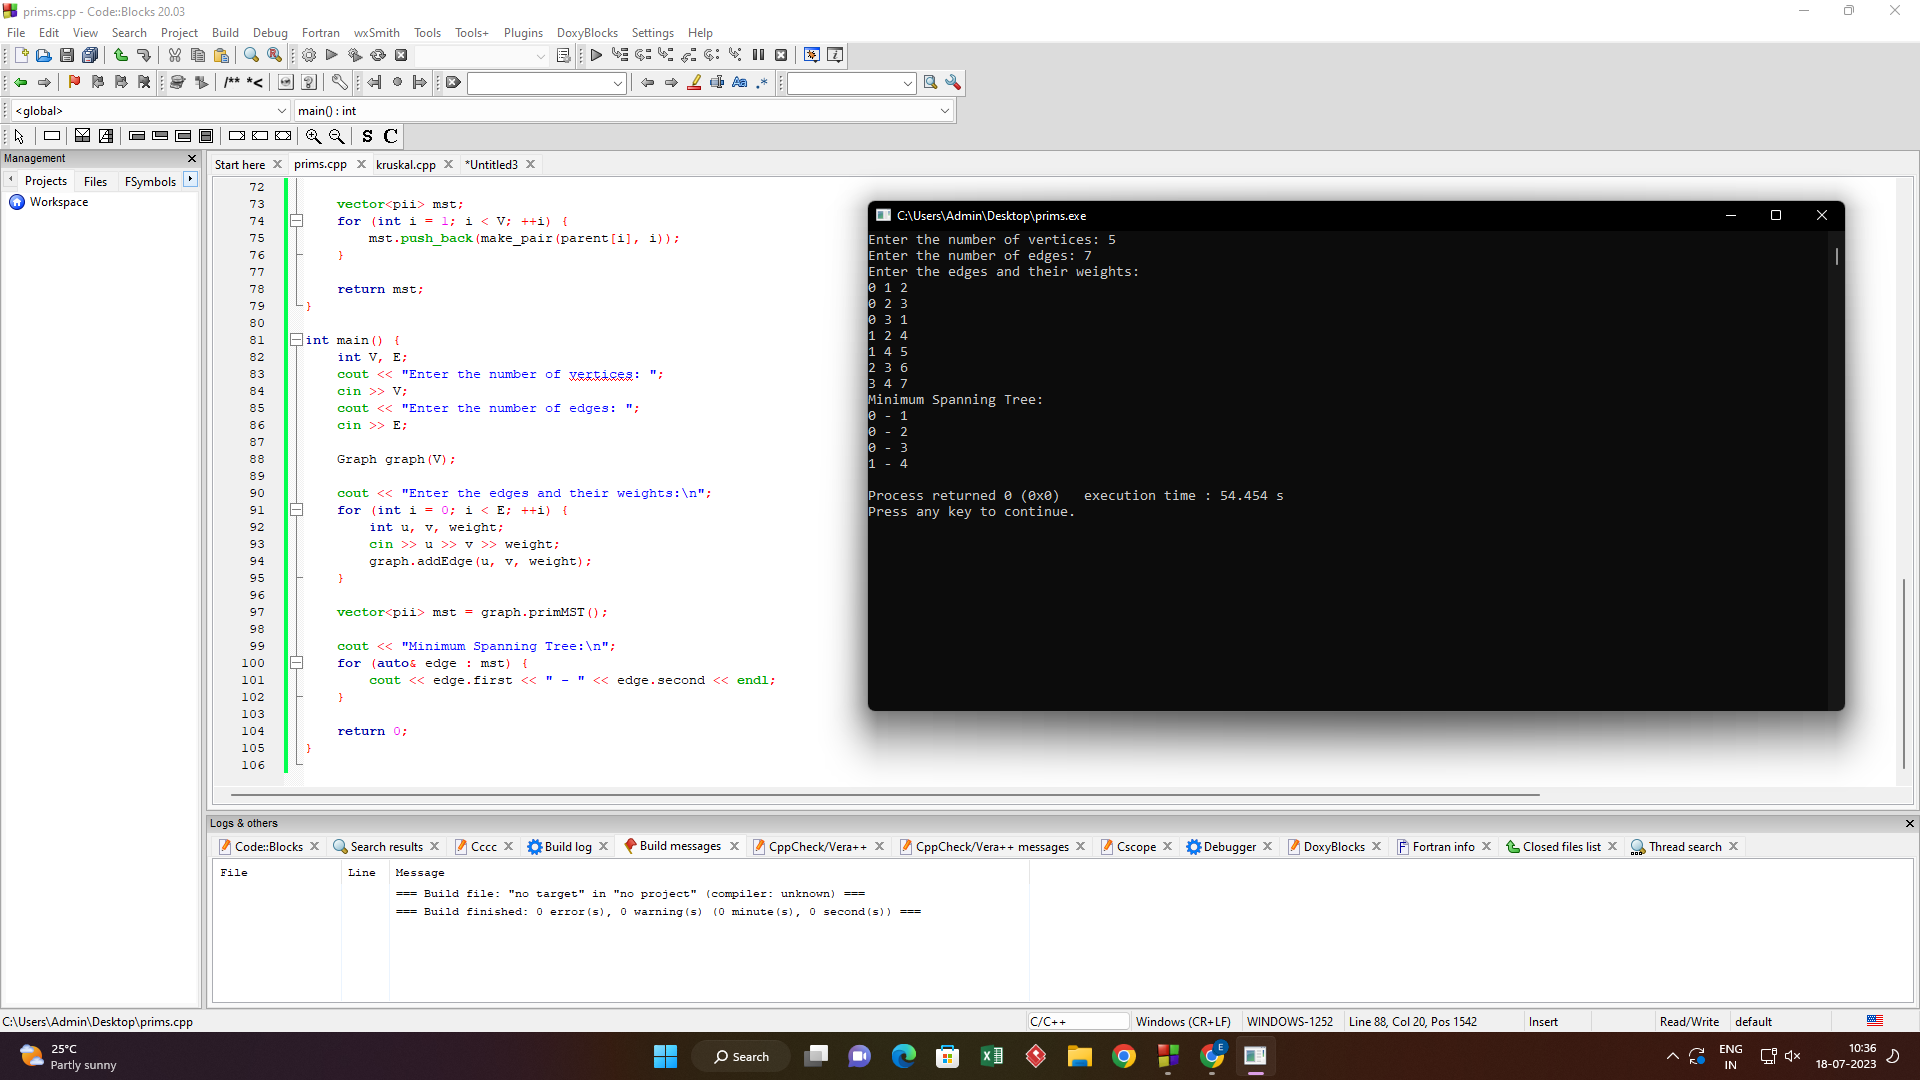 prims.cpp - Code::Blocks 20.03
File Edit View Search Project Build Debug Fortran wxSmith Tools Tools+ Plugins DoxyBlocks Settings Help
/** *<
Aa .*
<global> main() : int
S C
Management
Projects Files FSymbols
Workspace
Start here prims.cpp kruskal.cpp *Untitled3
72
73 vector<pii> mst;
74 for (int i = 1; i < V; ++i) {
75 mst.push_back(make_pair(parent[i], i));
76 }
77
78 return mst;
79 }
80
81 int main() {
82 int V, E;
83 cout << "Enter the number of vertices: ";
84 cin >> V;
85 cout << "Enter the number of edges: ";
86 cin >> E;
87
88 Graph graph(V);
89
90 cout << "Enter the edges and their weights:\n";
91 for (int i = 0; i < E; ++i) {
92 int u, v, weight;
93 cin >> u >> v >> weight;
94 graph.addEdge(u, v, weight);
95 }
96
97 vector<pii> mst = graph.primMST();
98
99 cout << "Minimum Spanning Tree:\n";
100 for (auto& edge : mst) {
101 cout << edge.first << " - " << edge.second << endl;
102 }
103
104 return 0;
105 }
106
C:\Users\Admin\Desktop\prims.exe
Enter the number of vertices: 5
Enter the number of edges: 7
Enter the edges and their weights:
0 1 2
0 2 3
0 3 1
1 2 4
1 4 5
2 3 6
3 4 7
Minimum Spanning Tree:
0 - 1
0 - 2
0 - 3
1 - 4
Process returned 0 (0x0)   execution time : 54.454 s
Press any key to continue.
Logs & others
Code::Blocks Search results Cccc Build log Build messages CppCheck/Vera++ CppCheck/Vera++ messages Cscope Debugger DoxyBlocks Fortran info Closed files list Thread search
File Line Message
=== Build file: "no target" in "no project" (compiler: unknown) ===
=== Build finished: 0 error(s), 0 warning(s) (0 minute(s), 0 second(s)) ===
C:\Users\Admin\Desktop\prims.cpp C/C++ Windows (CR+LF) WINDOWS-1252 Line 88, Col 20, Pos 1542 Insert Read/Write default
25°C
Partly sunny
Search
E
ENG
IN
10:36
18-07-2023